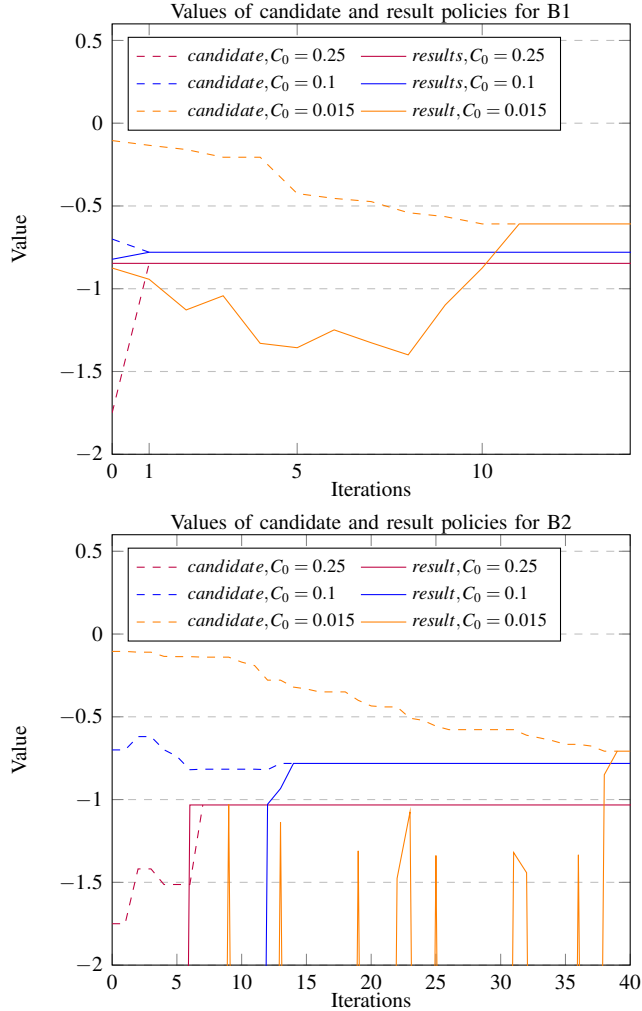 Values of candidate and result policies for B1
candidate, C₀ = 0.25 results, C₀ = 0.25
candidate, C₀ = 0.1 results, C₀ = 0.1
candidate, C₀ = 0.015 result, C₀ = 0.015
0.5
0
−0.5
−1
−1.5
−2
Value
0 1 5 10
Iterations
Values of candidate and result policies for B2
candidate, C₀ = 0.25 result, C₀ = 0.25
candidate, C₀ = 0.1 result, C₀ = 0.1
candidate, C₀ = 0.015 result, C₀ = 0.015
0.5
0
−0.5
−1
−1.5
−2
Value
0 5 10 15 20 25 30 35 40
Iterations